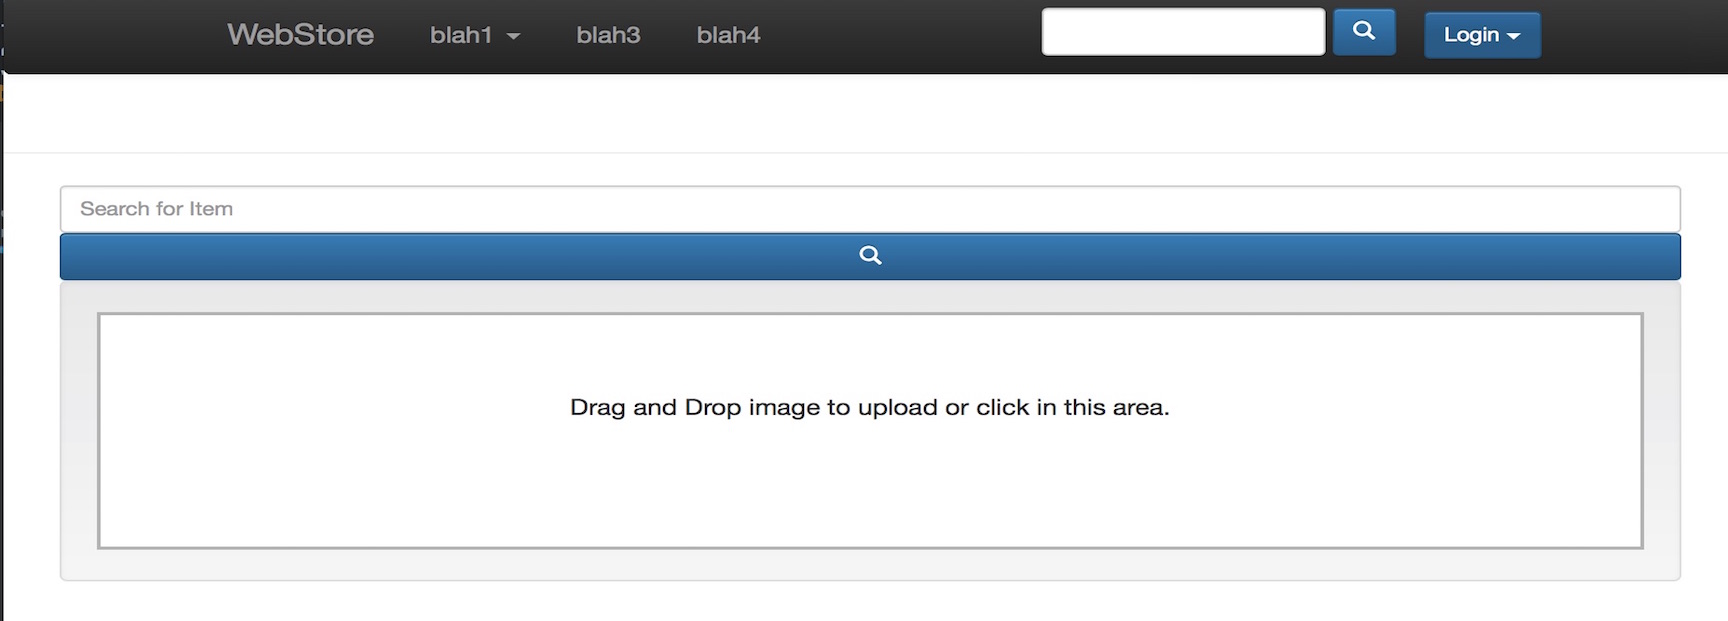 WebStore blah1 blah3 blah4 Login
Search for Item
Drag and Drop image to upload or click in this area.